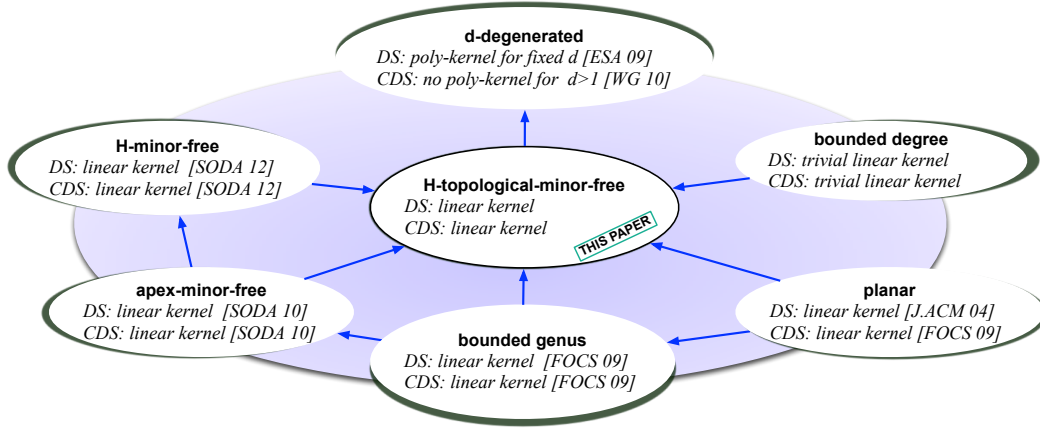 d-degenerated
DS: poly-kernel for fixed d [ESA 09]
CDS: no poly-kernel for d>1 [WG 10]
H-minor-free
DS: linear kernel [SODA 12]
CDS: linear kernel [SODA 12]
bounded degree
DS: trivial linear kernel
CDS: trivial linear kernel
H-topological-minor-free
DS: linear kernel
CDS: linear kernel
THIS PAPER
apex-minor-free
DS: linear kernel [SODA 10]
CDS: linear kernel [SODA 10]
bounded genus
DS: linear kernel [FOCS 09]
CDS: linear kernel [FOCS 09]
planar
DS: linear kernel [J.ACM 04]
CDS: linear kernel [FOCS 09]